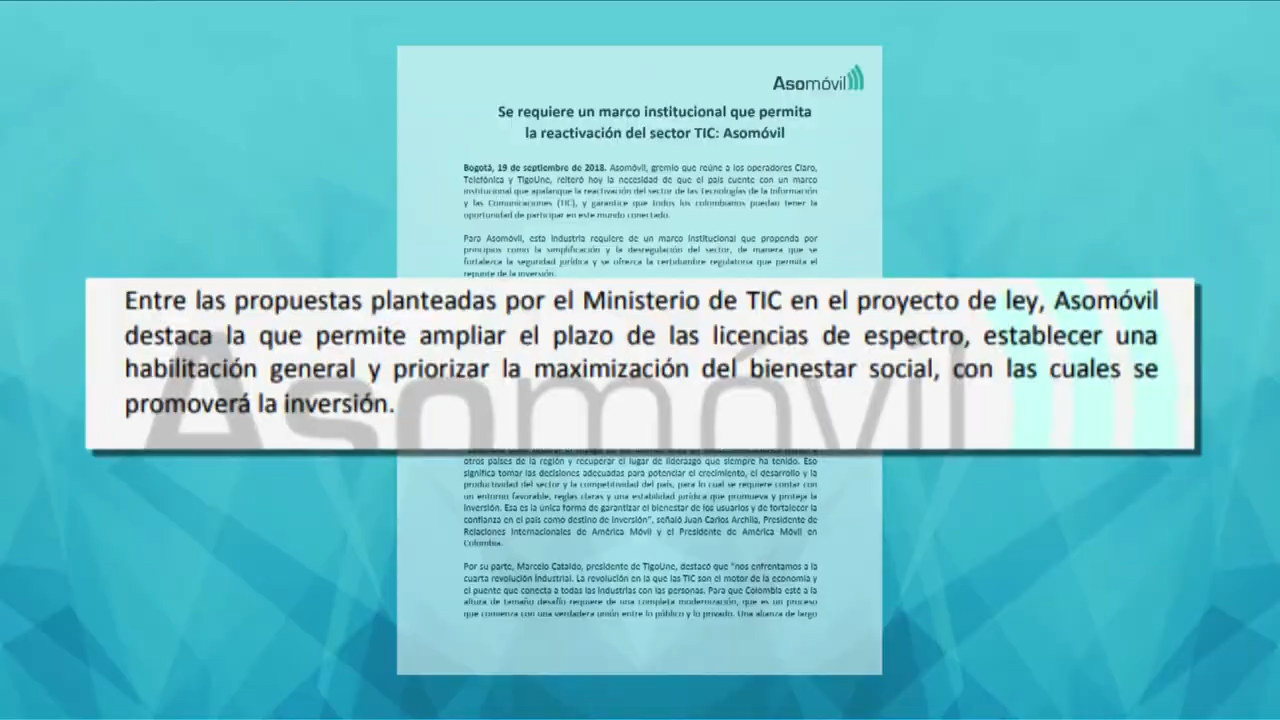 Asomóvil
Se requiere un marco institucional que permita
la reactivación del sector TIC: Asomóvil
Bogotá, 19 de septiembre de 2018. Asomóvil, gremio que reúne a los operadores Claro,
Telefónica y TigoUne, reiteró hoy la necesidad de que el país cuente con un marco
institucional que apalanque la reactivación del sector de las Tecnologías de la Información
y las Comunicaciones (TIC), y garantice que todos los colombianos puedan tener la
oportunidad de participar en este mundo conectado.
Para Asomóvil, esta industria requiere de un marco institucional que propenda por
principios como la simplificación y la desregulación del sector, de manera que se
fortalezca la seguridad jurídica y se ofrezca la certidumbre regulatoria que permita el
repunte de la inversión.
Entre las propuestas planteadas por el Ministerio de TIC en el proyecto de ley, Asomóvil
destaca la que permite ampliar el plazo de las licencias de espectro, establecer una
habilitación general y priorizar la maximización del bienestar social, con las cuales se
promoverá la inversión.
Asomóvil
otros países de la región y recuperar el lugar de liderazgo que siempre ha tenido. Eso
significa tomar las decisiones adecuadas para potenciar el crecimiento, el desarrollo y la
productividad del sector y la competitividad del país, para lo cual se requiere contar con
un entorno favorable, reglas claras y una estabilidad jurídica que promueva y proteja la
inversión. Esa es la única forma de garantizar el bienestar de los usuarios y de fortalecer la
confianza en el país como destino de inversión", señaló Juan Carlos Archila, Presidente de
Relaciones Internacionales de América Móvil y el Presidente de América Móvil en
Colombia.
Por su parte, Marcelo Cataldo, presidente de TigoUne, destacó que "nos enfrentamos a la
cuarta revolución industrial. La revolución en la que las TIC son el motor de la economía y
el puente que conecta a todas las industrias con las personas. Para que Colombia esté a la
altura de tamaño desafío requiere de una completa modernización, que es un proceso
que comienza con una verdadera unión entre lo público y lo privado. Una alianza de largo